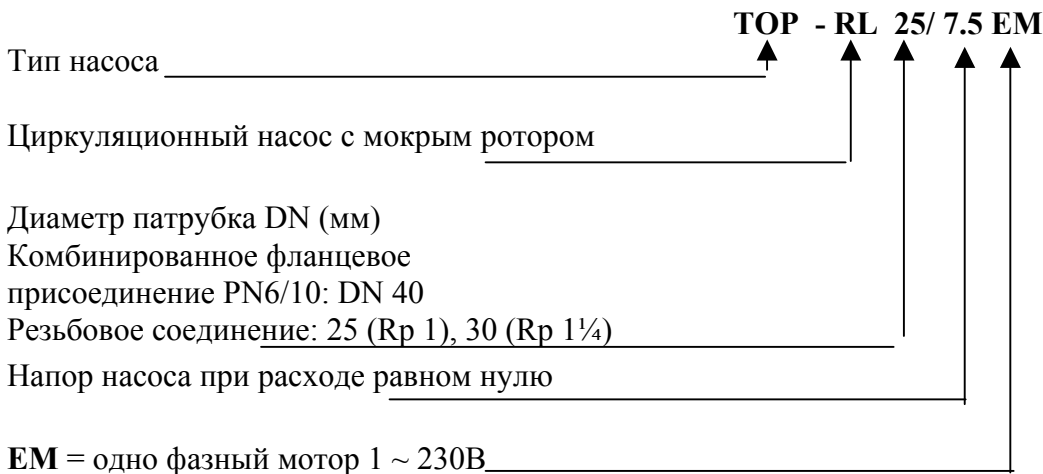 TOP - RL 25/ 7.5 EM
Тип насоса
Циркуляционный насос с мокрым ротором
Диаметр патрубка DN (мм)
Комбинированное фланцевое
присоединение PN6/10: DN 40
Резьбовое соединение: 25 (Rp 1), 30 (Rp 1¼)
Напор насоса при расходе равном нулю
EM = одно фазный мотор 1 ~ 230В